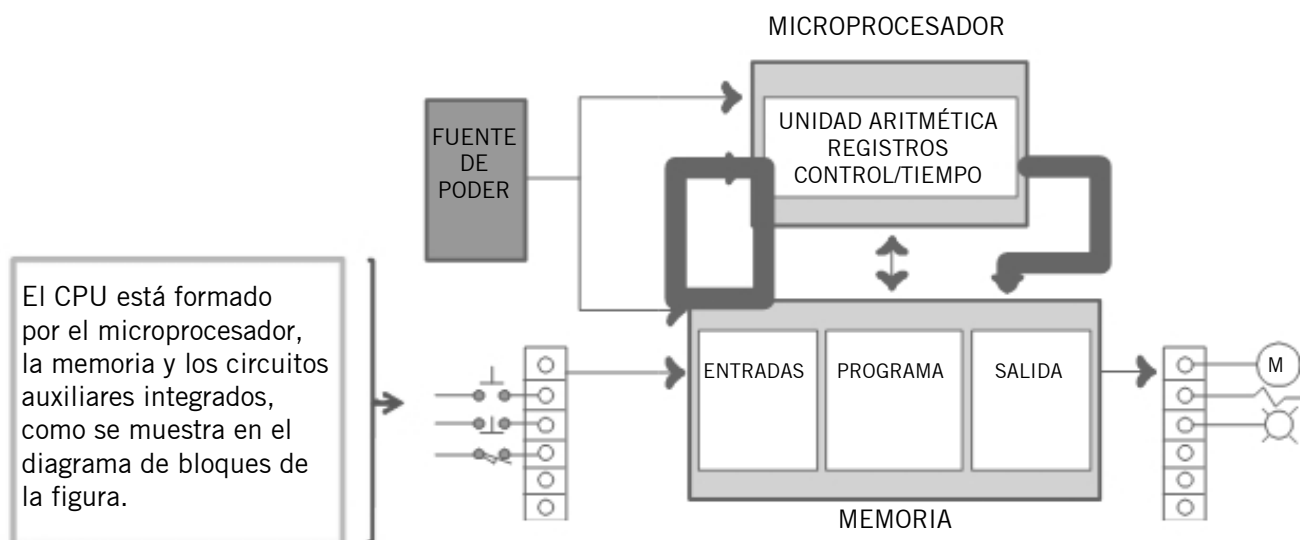 MICROPROCESADOR
FUENTE
DE
PODER
UNIDAD ARITMÉTICA
REGISTROS
CONTROL/TIEMPO
El CPU está formado
por el microprocesador,
la memoria y los circuitos
auxiliares integrados,
como se muestra en el
diagrama de bloques de
la figura.
ENTRADAS
PROGRAMA
SALIDA
M
MEMORIA